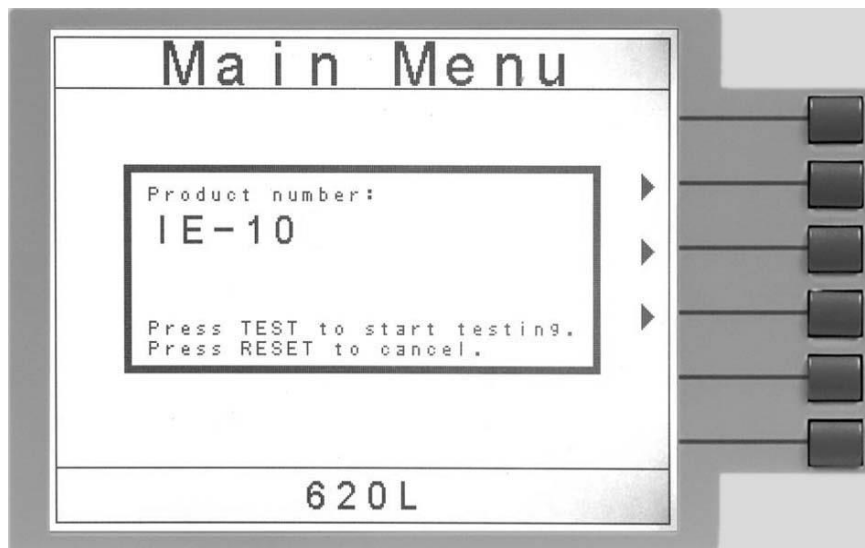 Main Menu
Product number:
IE-10
Press TEST to start testing.
Press RESET to cancel.
620L